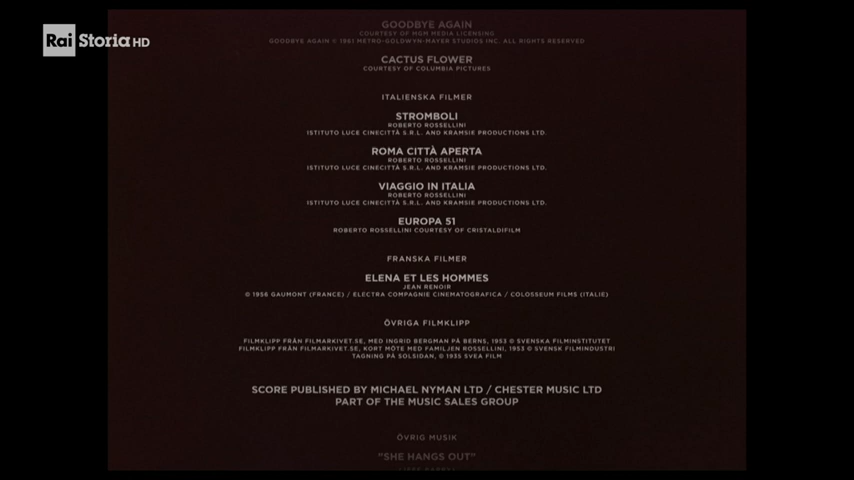 Rai Storia HD
GOODBYE AGAIN
COURTESY OF MGM MEDIA LICENSING
GOODBYE AGAIN © 1961 METRO-GOLDWYN-MAYER STUDIOS INC. ALL RIGHTS RESERVED
CACTUS FLOWER
COURTESY OF COLUMBIA PICTURES
ITALIENSKA FILMER
STROMBOLI
ROBERTO ROSSELLINI
ISTITUTO LUCE CINECITTÀ S.R.L. AND KRAMSIE PRODUCTIONS LTD.
ROMA CITTÀ APERTA
ROBERTO ROSSELLINI
ISTITUTO LUCE CINECITTÀ S.R.L. AND KRAMSIE PRODUCTIONS LTD.
VIAGGIO IN ITALIA
ROBERTO ROSSELLINI
ISTITUTO LUCE CINECITTÀ S.R.L. AND KRAMSIE PRODUCTIONS LTD.
EUROPA 51
ROBERTO ROSSELLINI COURTESY OF CRISTALDIFILM
FRANSKA FILMER
ELENA ET LES HOMMES
JEAN RENOIR
© 1956 GAUMONT (FRANCE) / ELECTRA COMPAGNIE CINEMATOGRAFICA / COLOSSEUM FILMS (ITALIE)
ÖVRIGA FILMKLIPP
FILMKLIPP FRÅN FILMARKIVET.SE, MED INGRID BERGMAN PÅ BERNS, 1953 © SVENSKA FILMINSTITUTET
FILMKLIPP FRÅN FILMARKIVET.SE, KORT MÖTE MED FAMILJEN ROSSELLINI, 1953 © SVENSK FILMINDUSTRI
TAGNING PÅ SOLSIDAN, © 1935 SVEA FILM
SCORE PUBLISHED BY MICHAEL NYMAN LTD / CHESTER MUSIC LTD
PART OF THE MUSIC SALES GROUP
ÖVRIG MUSIK
"SHE HANGS OUT"